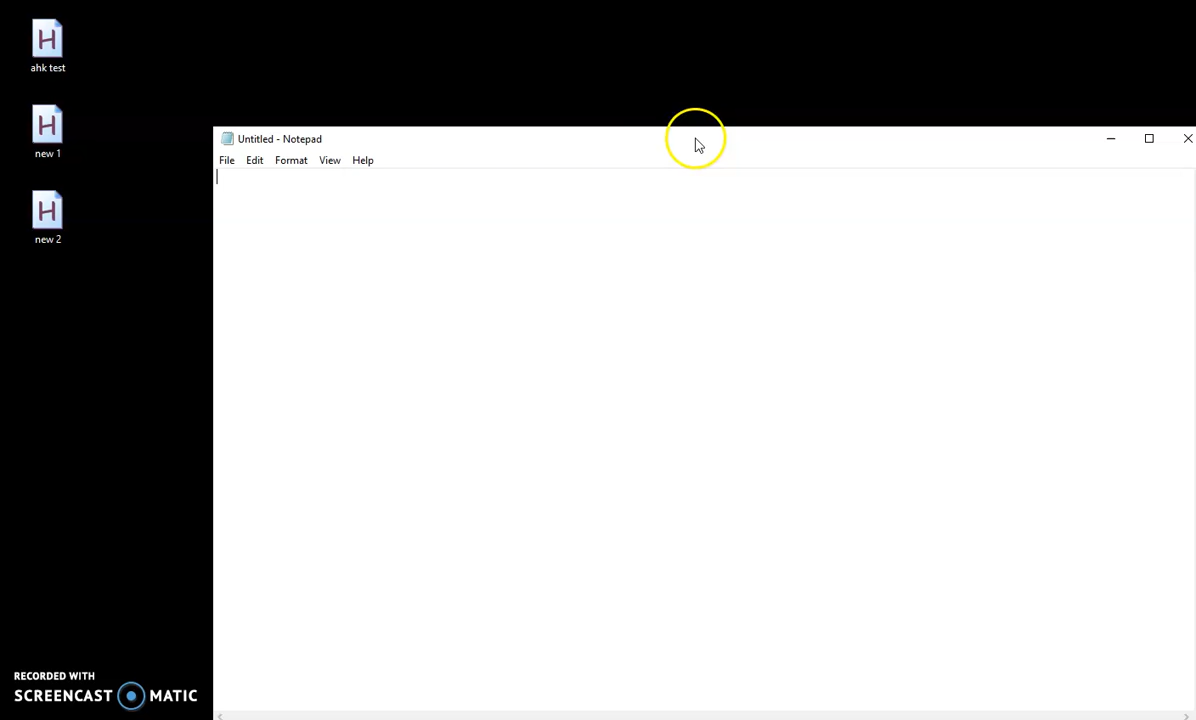 ahk test
new 1
new 2
Untitled - Notepad
File Edit Format View Help
RECORDED WITH
SCREENCAST MATIC